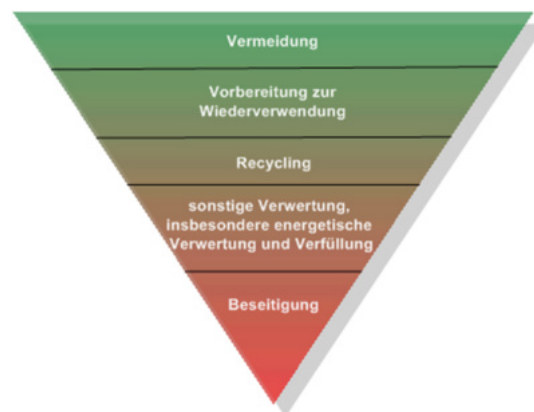 Vermeidung
Vorbereitung zur
Wiederverwendung
Recycling
sonstige Verwertung,
insbesondere energetische
Verwertung und Verfüllung
Beseitigung